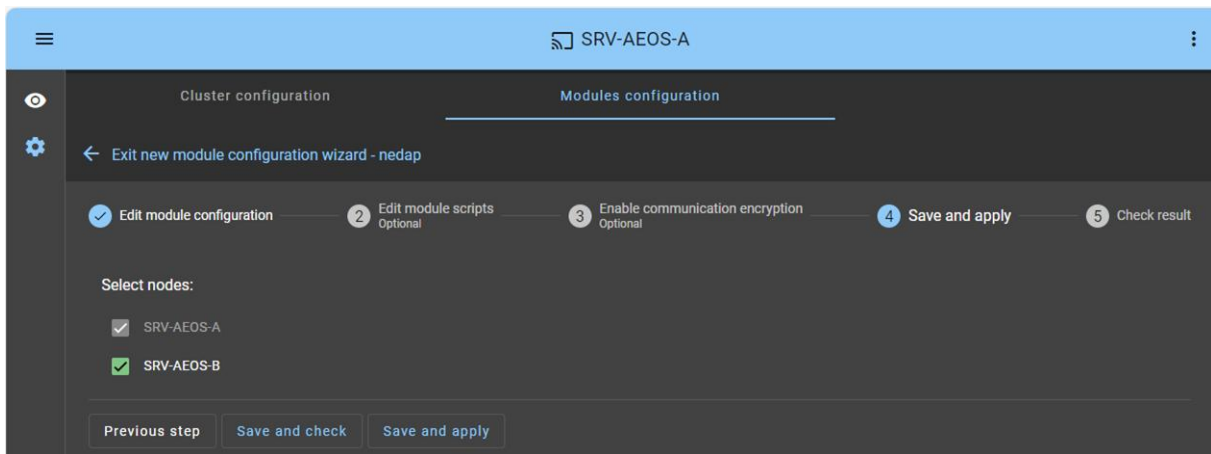 SRV-AEOS-A
Cluster configuration
Modules configuration
Exit new module configuration wizard - nedap
Edit module configuration
2 Edit module scripts
Optional
3 Enable communication encryption
Optional
4 Save and apply
5 Check result
Select nodes:
SRV-AEOS-A
SRV-AEOS-B
Previous step
Save and check
Save and apply